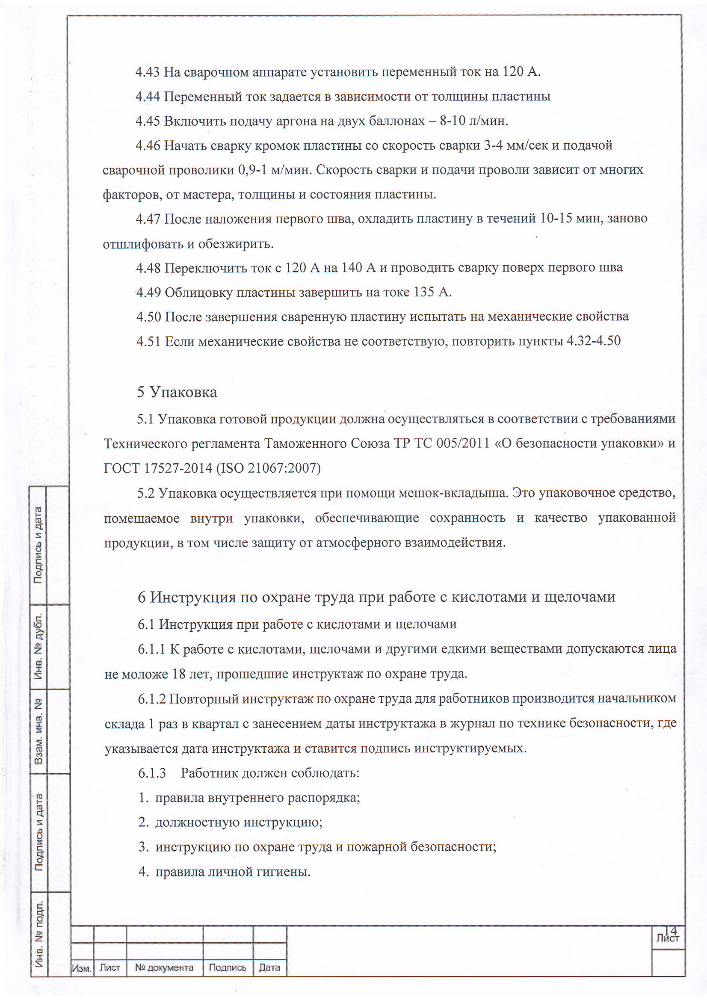 4.43 На сварочном аппарате установить переменный ток на 120 А.
4.44 Переменный ток задается в зависимости от толщины пластины
4.45 Включить подачу аргона на двух баллонах – 8-10 л/мин.
4.46 Начать сварку кромок пластины со скорость сварки 3-4 мм/сек и подачой
сварочной проволики 0,9-1 м/мин. Скорость сварки и подачи проволи зависит от многих
факторов, от мастера, толщины и состояния пластины.
4.47 После наложения первого шва, охладить пластину в течений 10-15 мин, заново
отшлифовать и обезжирить.
4.48 Переключить ток с 120 А на 140 А и проводить сварку поверх первого шва
4.49 Облицовку пластины завершить на токе 135 А.
4.50 После завершения сваренную пластину испытать на механические свойства
4.51 Если механические свойства не соответствую, повторить пункты 4.32-4.50
5 Упаковка
5.1 Упаковка готовой продукции должна осуществляться в соответствии с требованиями
Технического регламента Таможенного Союза ТР ТС 005/2011 «О безопасности упаковки» и
ГОСТ 17527-2014 (ISO 21067:2007)
5.2 Упаковка осуществляется при помощи мешок-вкладыша. Это упаковочное средство,
помещаемое внутри упаковки, обеспечивающие сохранность и качество упакованной
продукции, в том числе защиту от атмосферного взаимодействия.
6 Инструкция по охране труда при работе с кислотами и щелочами
6.1 Инструкция при работе с кислотами и щелочами
6.1.1 К работе с кислотами, щелочами и другими едкими веществами допускаются лица
не моложе 18 лет, прошедшие инструктаж по охране труда.
6.1.2 Повторный инструктаж по охране труда для работников производится начальником
склада 1 раз в квартал с занесением даты инструктажа в журнал по технике безопасности, где
указывается дата инструктажа и ставится подпись инструктируемых.
6.1.3 Работник должен соблюдать:
1. правила внутреннего распорядка;
2. должностную инструкцию;
3. инструкцию по охране труда и пожарной безопасности;
4. правила личной гигиены.
Подпись и дата
Инв. № дубл.
Взам. инв. №
Подпись и дата
Инв. № подп.
14
Лист
Изм. Лист № документа Подпись Дата